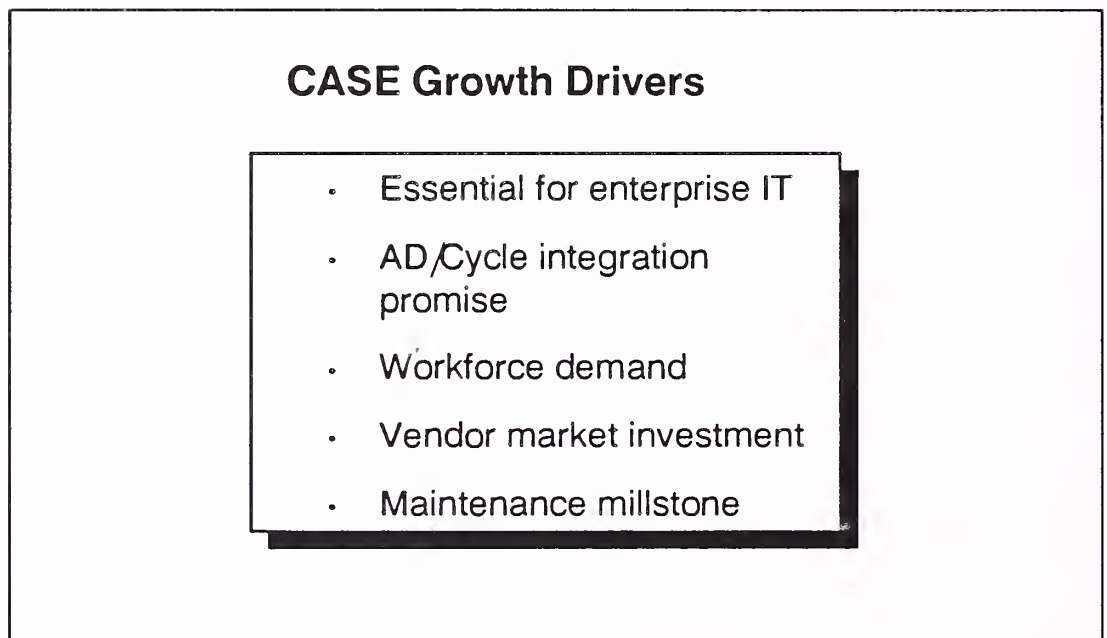 CASE Growth Drivers
· Essential for enterprise IT
· AD/Cycle integration
promise
· Workforce demand
· Vendor market investment
· Maintenance millstone